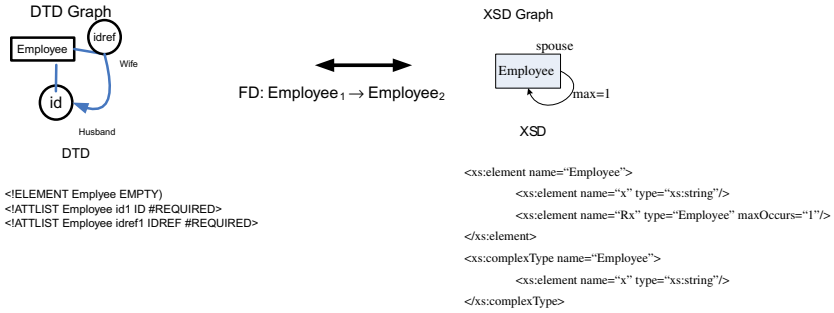 DTD Graph
XSD Graph
idref
Employee
Wife
id
Husband
DTD
FD: Employee1 → Employee2
spouse
Employee
max=1
XSD
<!ELEMENT Emplyee EMPTY)
<!ATTLIST Employee id1 ID #REQUIRED>
<!ATTLIST Employee idref1 IDREF #REQUIRED>
<xs:element name=“Employee”>
<xs:element name=“x” type=“xs:string”/>
<xs:element name=“Rx” type=“Employee” maxOccurs=“1”/>
</xs:element>
<xs:complexType name=“Employee”>
<xs:element name=“x” type=“xs:string”/>
</xs:complexType>